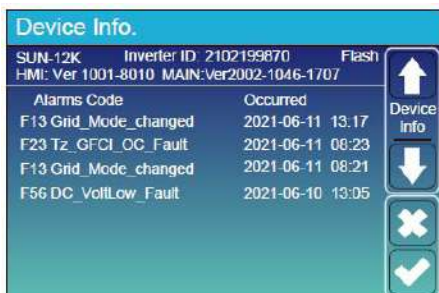 Device Info.
SUN-12K Inverter ID: 2102199870 Flash
HMI: Ver 1001-8010 MAIN:Ver2002-1046-1707
Alarms Code Occurred
F13 Grid_Mode_changed 2021-06-11 13:17
F23 Tz_GFCI_OC_Fault 2021-06-11 08:23
F13 Grid_Mode_changed 2021-06-11 08:21
F56 DC_VoltLow_Fault 2021-06-10 13:05
Device
Info